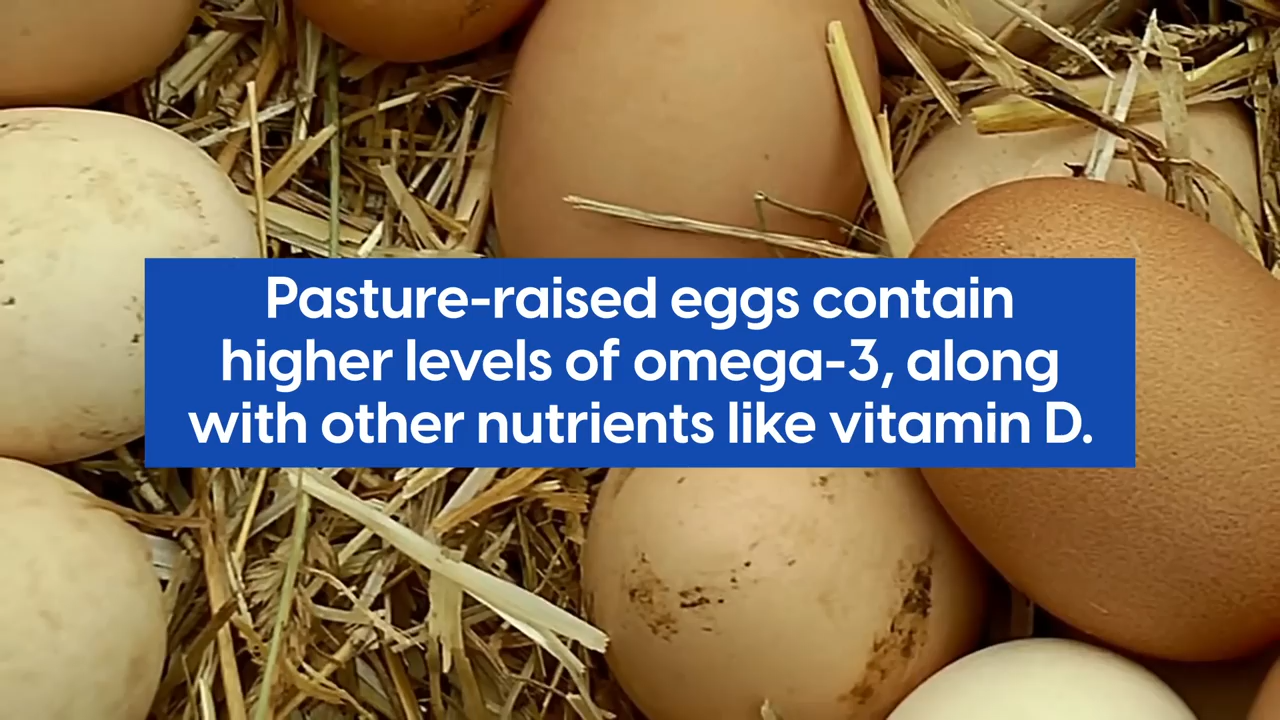 Pasture-raised eggs contain
higher levels of omega-3, along
with other nutrients like vitamin D.